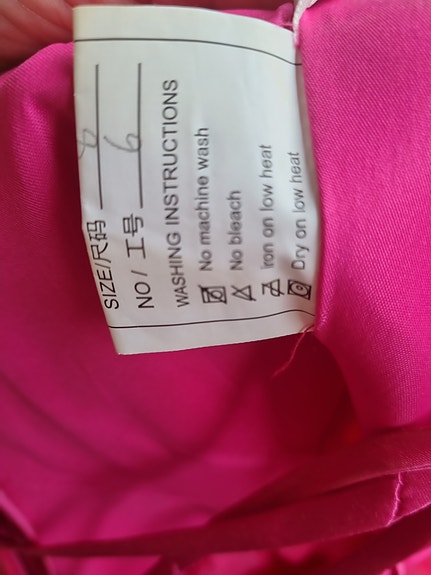 SIZE/尺码 6
NO / 工号 6
WASHING INSTRUCTIONS
No machine wash
No bleach
Iron on low heat
Dry on low heat